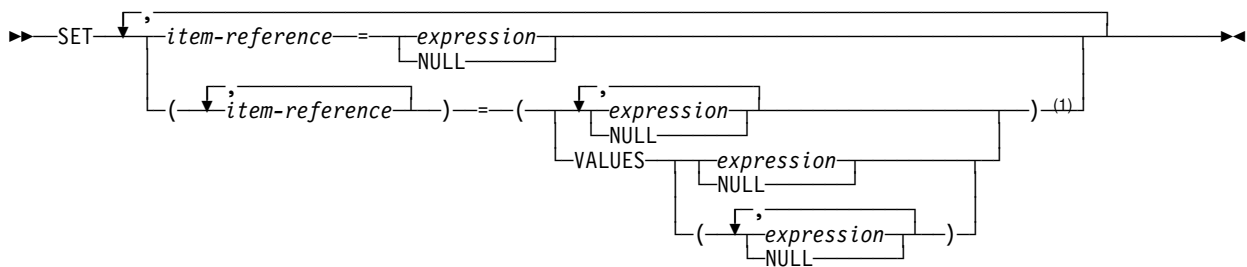 ,
SET item-reference = expression
NULL
, ,
( item-reference ) = ( expression ) (1)
NULL
VALUES expression
NULL
,
( expression )
NULL